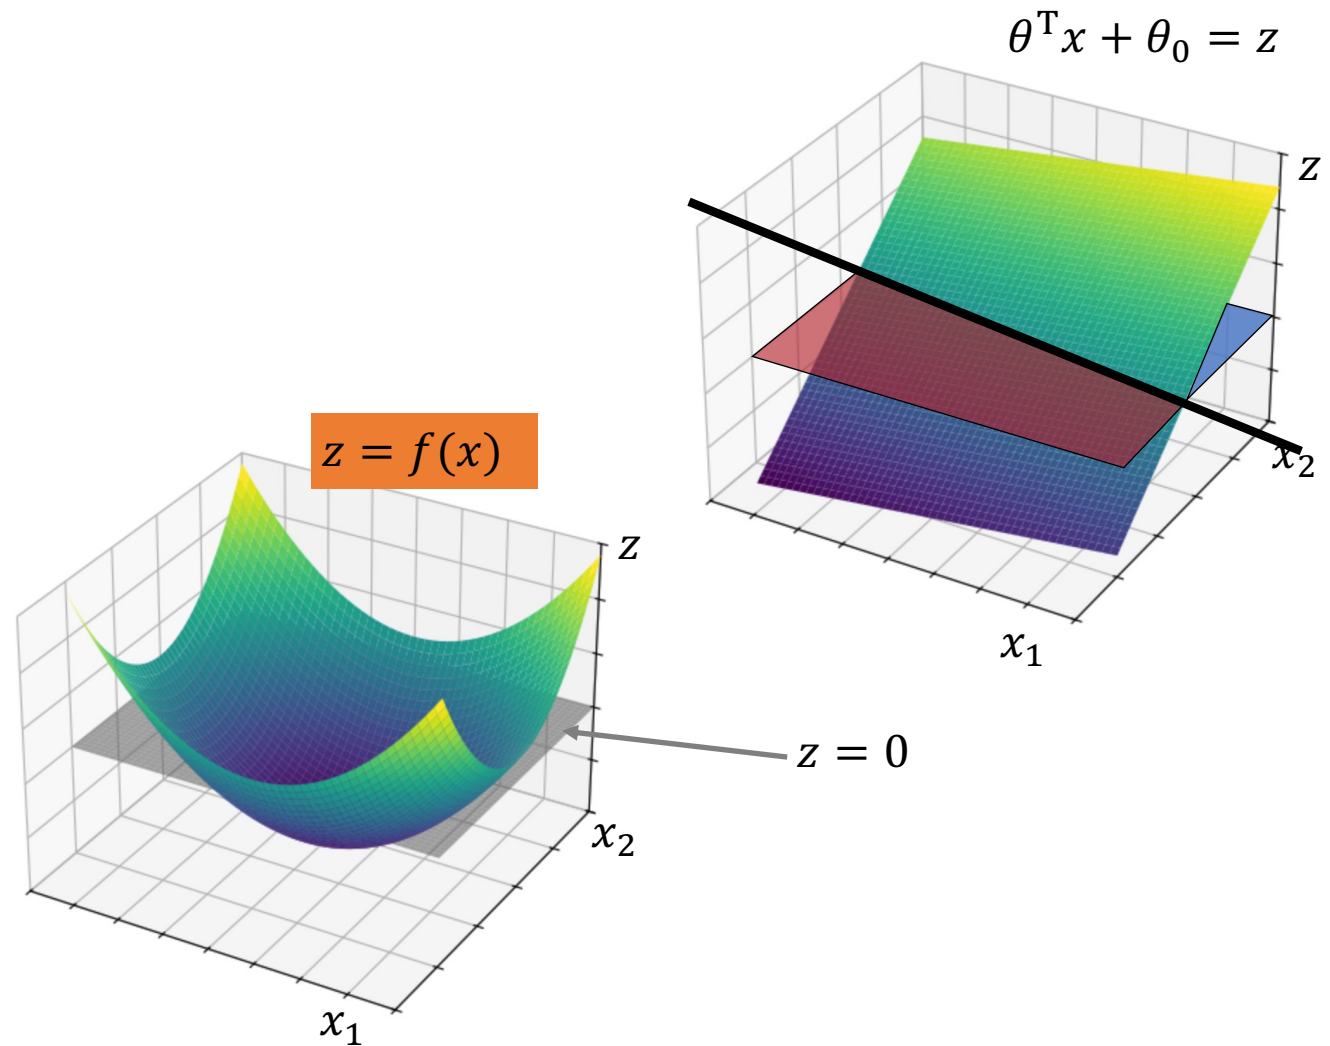 θᵀx + θ₀ = z
z
x₂
x₁
z = f(x)
z
z = 0
x₂
x₁